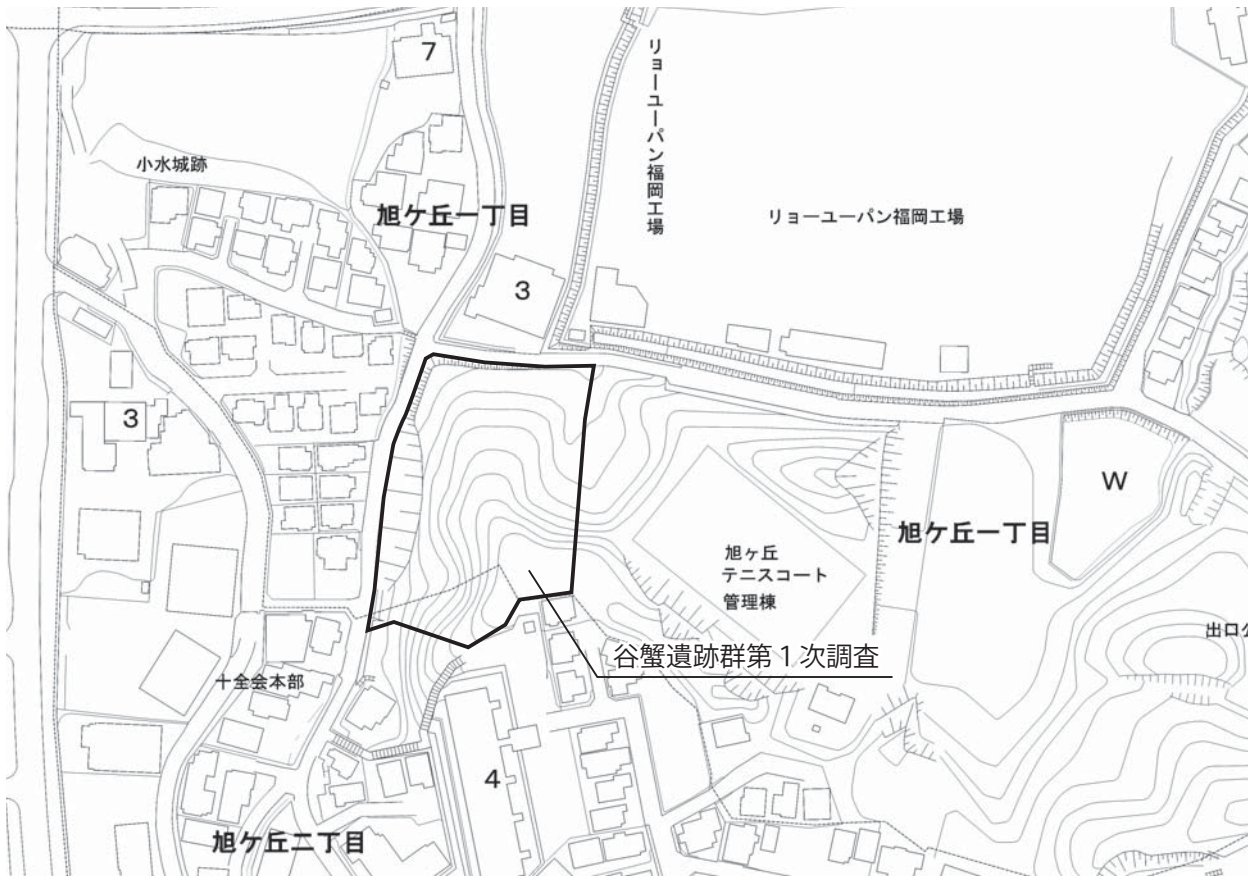 7
リョーユーパン福岡工場
小水城跡
旭ケ丘一丁目
リョーユーパン福岡工場
3
3
W
旭ケ丘一丁目
旭ヶ丘
テニスコート
管理棟
出口公
谷蟹遺跡群第1次調査
十全会本部
4
旭ケ丘二丁目